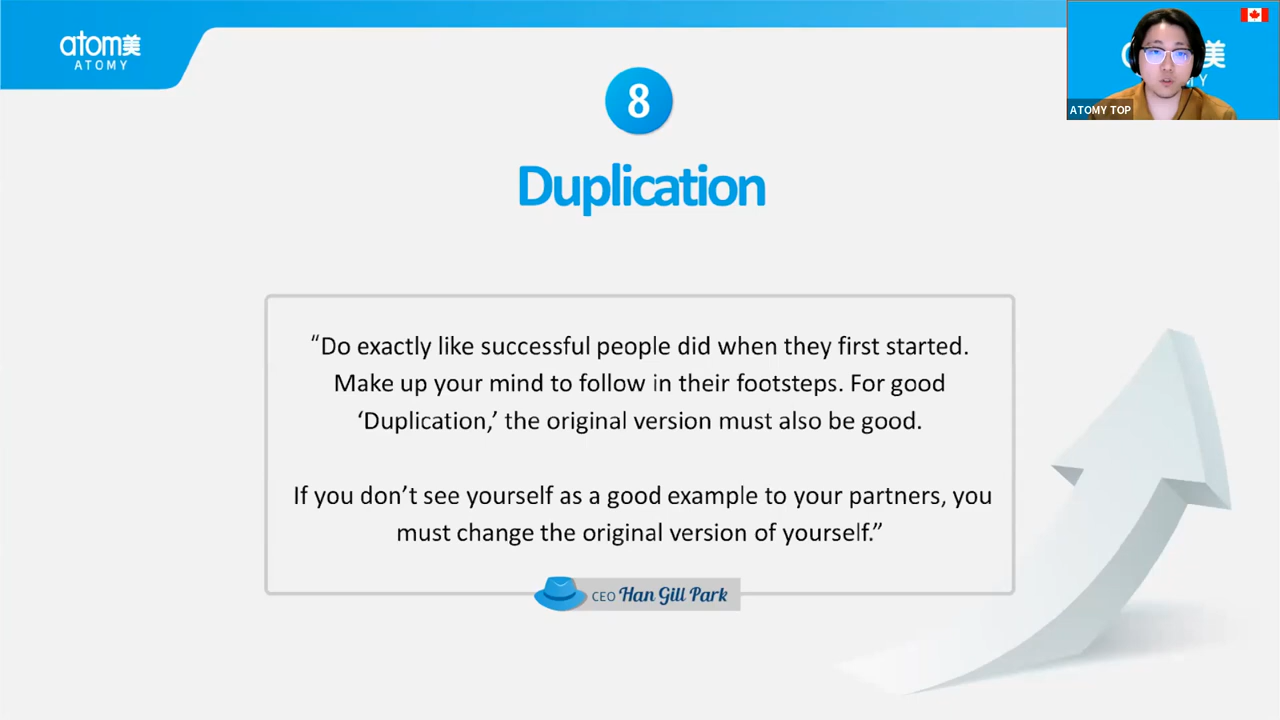 atom美
ATOMY
8
Duplication
“Do exactly like successful people did when they first started.
Make up your mind to follow in their footsteps. For good
‘Duplication,’ the original version must also be good.
If you don’t see yourself as a good example to your partners, you
must change the original version of yourself.”
CEO Han Gill Park
美
ATOMY TOP